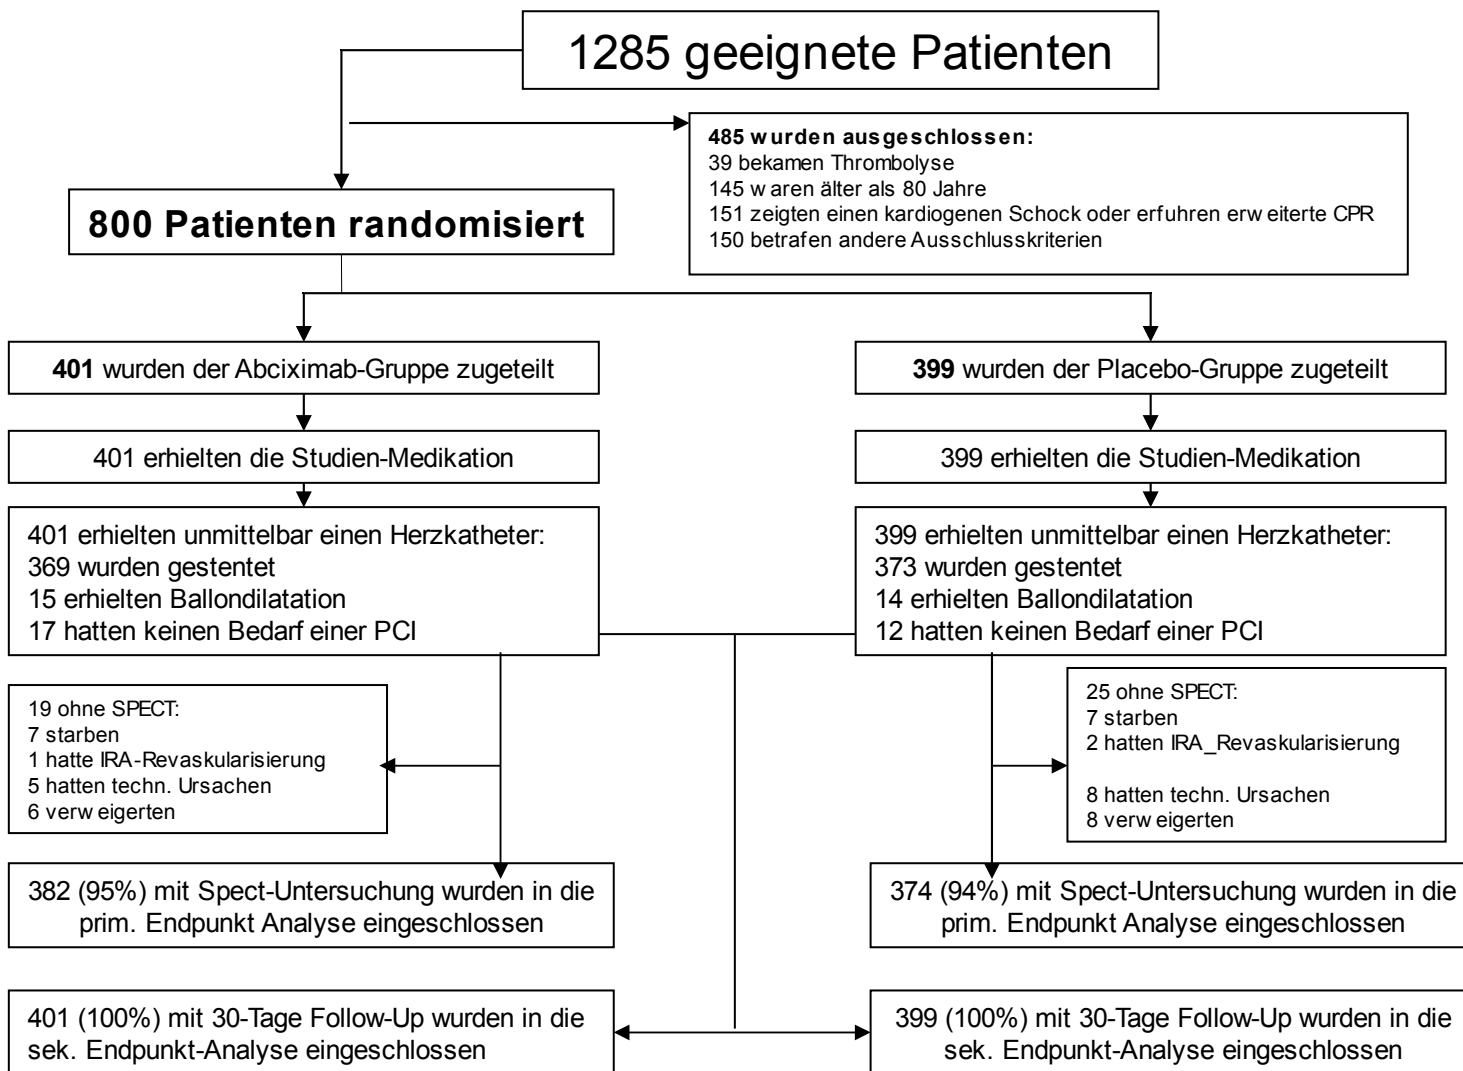 1285 geeignete Patienten
485 wurden ausgeschlossen:
39 bekamen Thrombolyse
145 waren älter als 80 Jahre
151 zeigten einen kardiogenen Schock oder erfuhren erweiterte CPR
150 betrafen andere Ausschlusskriterien
800 Patienten randomisiert
401 wurden der Abciximab-Gruppe zugeteilt
399 wurden der Placebo-Gruppe zugeteilt
401 erhielten die Studien-Medikation
399 erhielten die Studien-Medikation
401 erhielten unmittelbar einen Herzkatheter:
369 wurden gestentet
15 erhielten Ballondilatation
17 hatten keinen Bedarf einer PCI
399 erhielten unmittelbar einen Herzkatheter:
373 wurden gestentet
14 erhielten Ballondilatation
12 hatten keinen Bedarf einer PCI
19 ohne SPECT:
7 starben
1 hatte IRA-Revaskularisierung
5 hatten techn. Ursachen
6 verweigerten
25 ohne SPECT:
7 starben
2 hatten IRA_Revaskularisierung
8 hatten techn. Ursachen
8 verweigerten
382 (95%) mit Spect-Untersuchung wurden in die
prim. Endpunkt Analyse eingeschlossen
374 (94%) mit Spect-Untersuchung wurden in die
prim. Endpunkt Analyse eingeschlossen
401 (100%) mit 30-Tage Follow-Up wurden in die
sek. Endpunkt-Analyse eingeschlossen
399 (100%) mit 30-Tage Follow-Up wurden in die
sek. Endpunkt-Analyse eingeschlossen